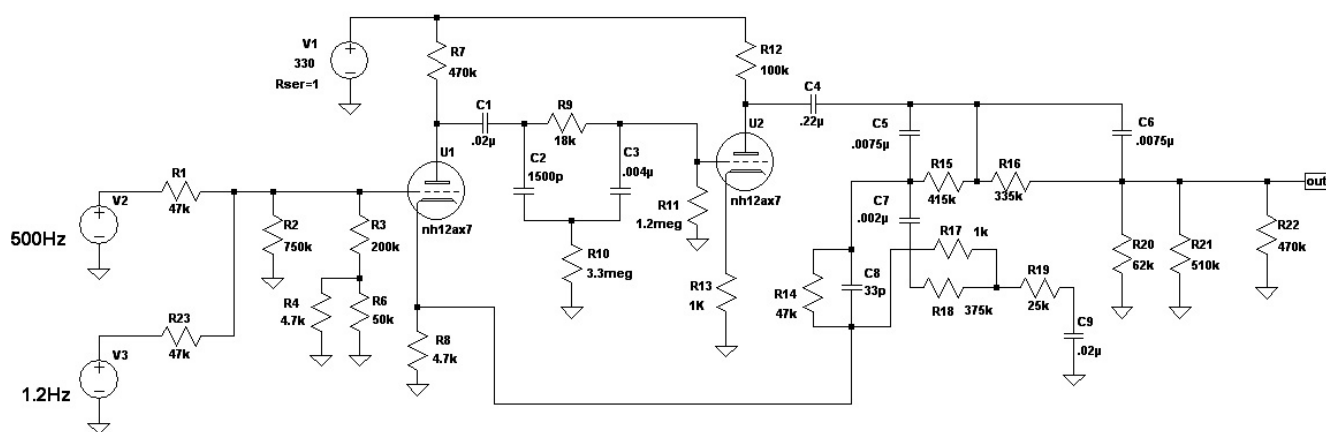 V1
330
Rser=1
R7
470k
R12
100k
C1
.02µ
R9
18k
C2
1500p
C3
.004µ
R10
3.3meg
R11
1.2meg
U1
nh12ax7
U2
nh12ax7
C4
.22µ
C5
.0075µ
C6
.0075µ
R15
415k
R16
335k
out
C7
.002µ
R17 1k
R18 375k
R19
25k
C9
.02µ
R14
47k
C8
33p
R20
62k
R21
510k
R22
470k
R13
1K
R1
47k
V2
500Hz
R2
750k
R3
200k
R4
4.7k
R6
50k
R8
4.7k
R23
47k
V3
1.2Hz